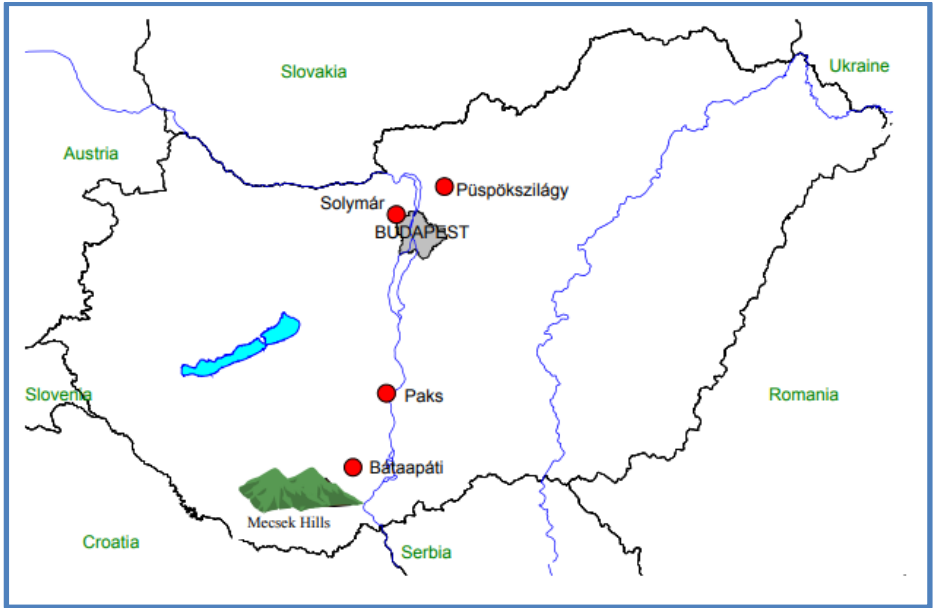 Slovakia
Ukraine
Austria
Püspökszilágy
Solymár
BUDAPEST
Slovenia
Paks
Romania
Bátaapáti
Mecsek Hills
Croatia
Serbia